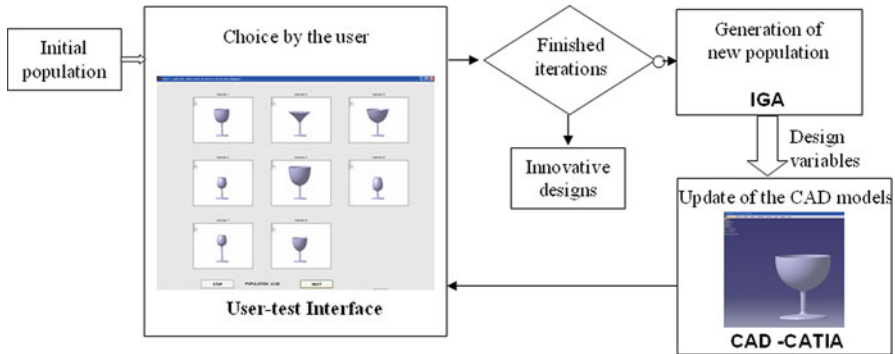 Initial
population
Choice by the user
STOP
NEXT
User-test Interface
Finished
iterations
Innovative
designs
Generation of
new population
IGA
Design
variables
Update of the CAD models
CAD -CATIA